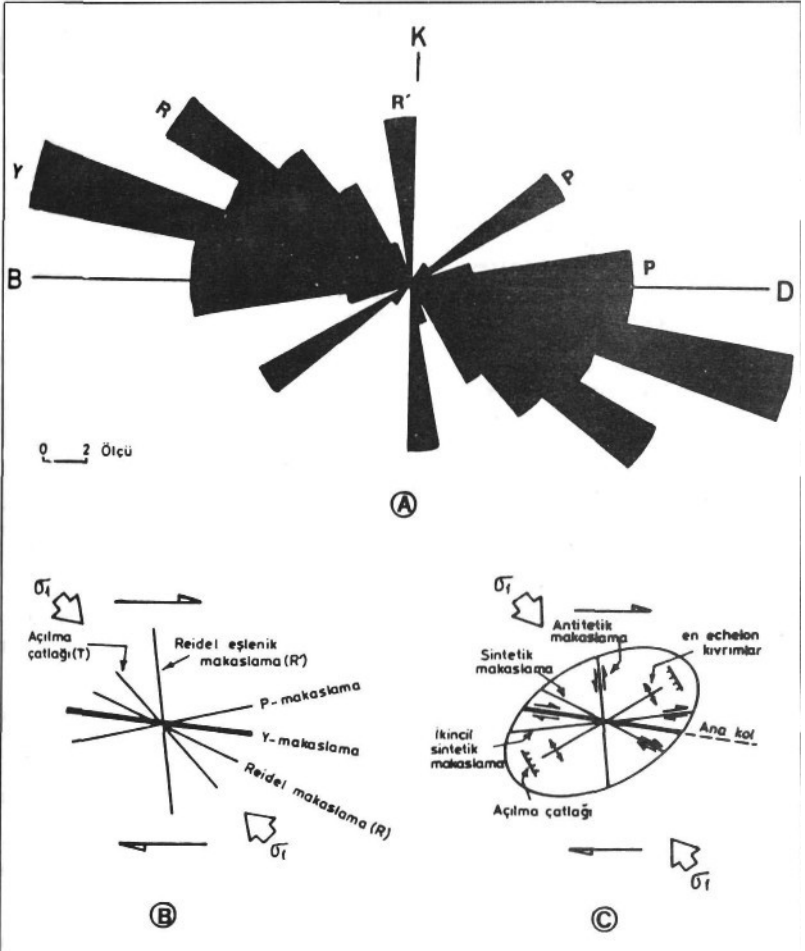 K
R
R´
Y
P
P
B
D
0 2 Ölçü
A
σ1
Açılma
çatlağı(T)
Reidel eşlenik
makaslama (R')
P-makaslama
Y-makaslama
Reidel makaslama (R)
σ1
B
σ1
Antitetik
makaslama
en echelon
kıvrımlar
Sintetik
makaslama
İkincil
sintetik
makaslama
Ana kol
Açılma çatlağı
σ1
C